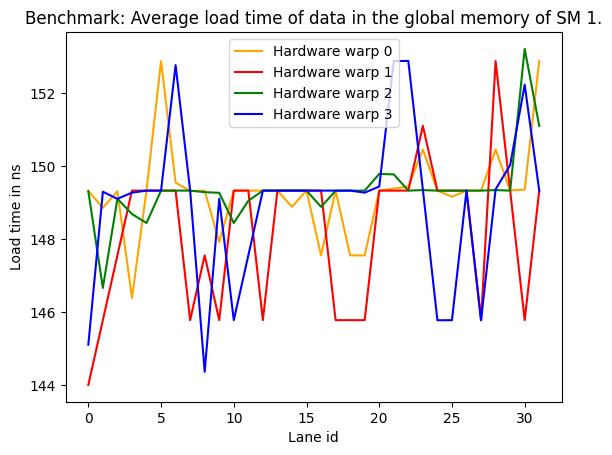 Benchmark: Average load time of data in the global memory of SM 1.
Hardware warp 0
Hardware warp 1
Hardware warp 2
Hardware warp 3
Load time in ns
152
150
148
146
144
0 5 10 15 20 25 30
Lane id